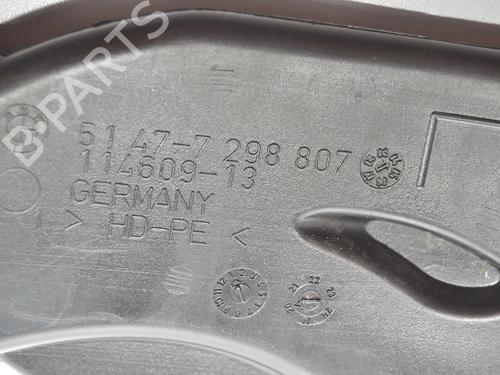 B-PARTS
51 47-7 298 807
114609-13
GERMANY
> HD-PE <